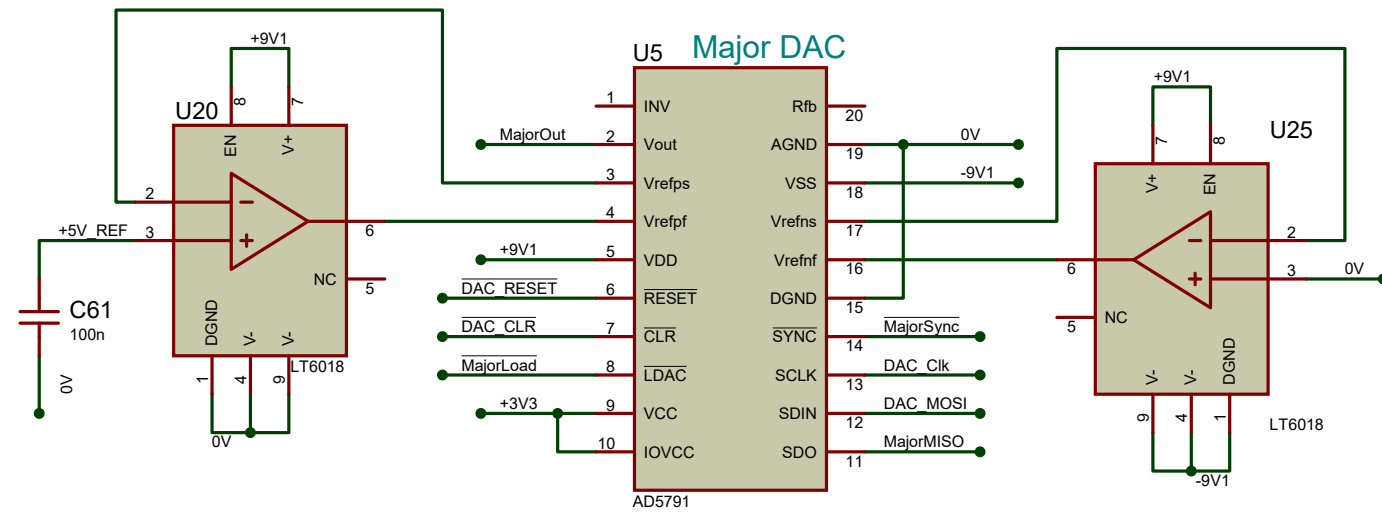 Major DAC
U5
+9V1
+9V1
U20
U25
8
7
7
8
EN
V+
V+
EN
1
INV
Rfb
20
MajorOut
2
Vout
AGND
19
0V
3
Vrefps
VSS
18
-9V1
2
−
4
Vrefpf
Vrefns
17
−
2
+5V_REF
3
+
6
+9V1
5
VDD
Vrefnf
16
6
+
3
0V
NC
5
DAC_RESET
6
RESET
DGND
15
C61
100n
5
NC
DAC_CLR
7
CLR
SYNC
14
MajorSync
DGND
V-
V-
LT6018
MajorLoad
8
LDAC
SCLK
13
DAC_Clk
V-
V-
DGND
1
4
9
0V
+3V3
9
VCC
SDIN
12
DAC_MOSI
9
4
1
LT6018
0V
10
IOVCC
SDO
11
MajorMISO
-9V1
AD5791